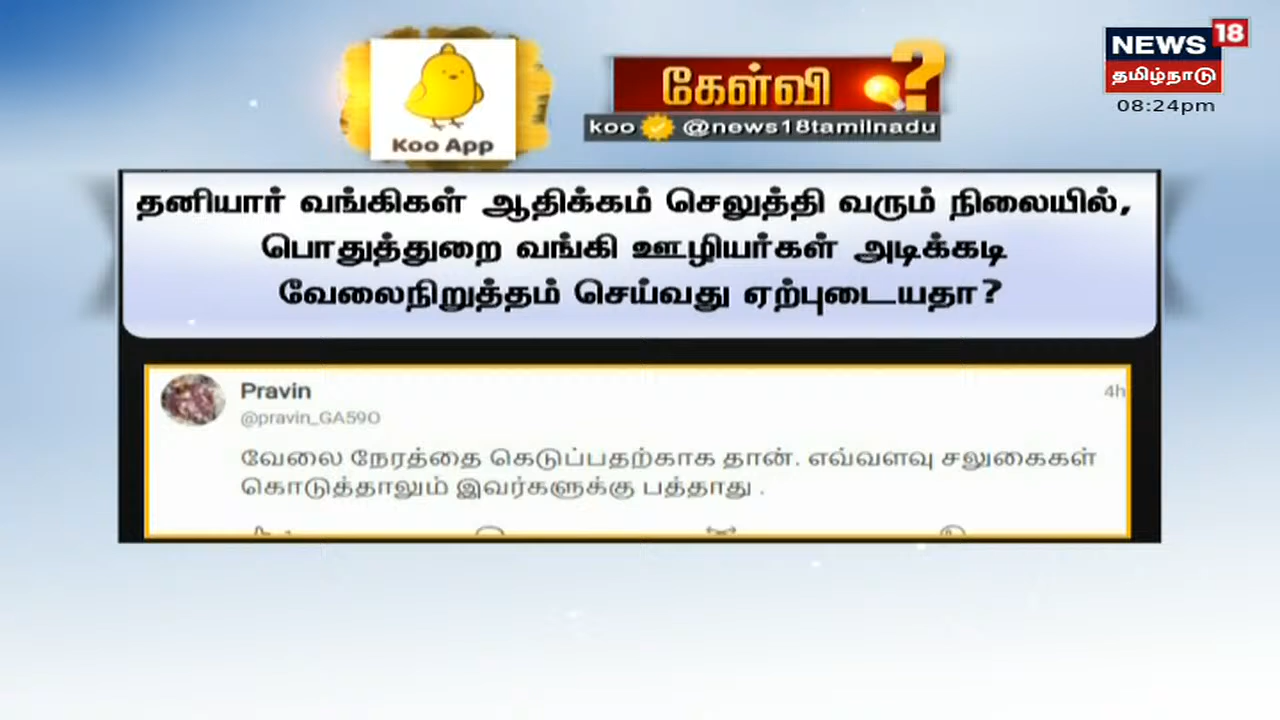 Koo App
கேள்வி ?
koo @news18tamilnadu
NEWS 18
தமிழ்நாடு
08:24pm
தனியார் வங்கிகள் ஆதிக்கம் செலுத்தி வரும் நிலையில்,
பொதுத்துறை வங்கி ஊழியர்கள் அடிக்கடி
வேலைநிறுத்தம் செய்வது ஏற்புடையதா?
Pravin
4h
@pravin_GA59O
வேலை நேரத்தை கெடுப்பதற்காக தான். எவ்வளவு சலுகைகள்
கொடுத்தாலும் இவர்களுக்கு பத்தாது .